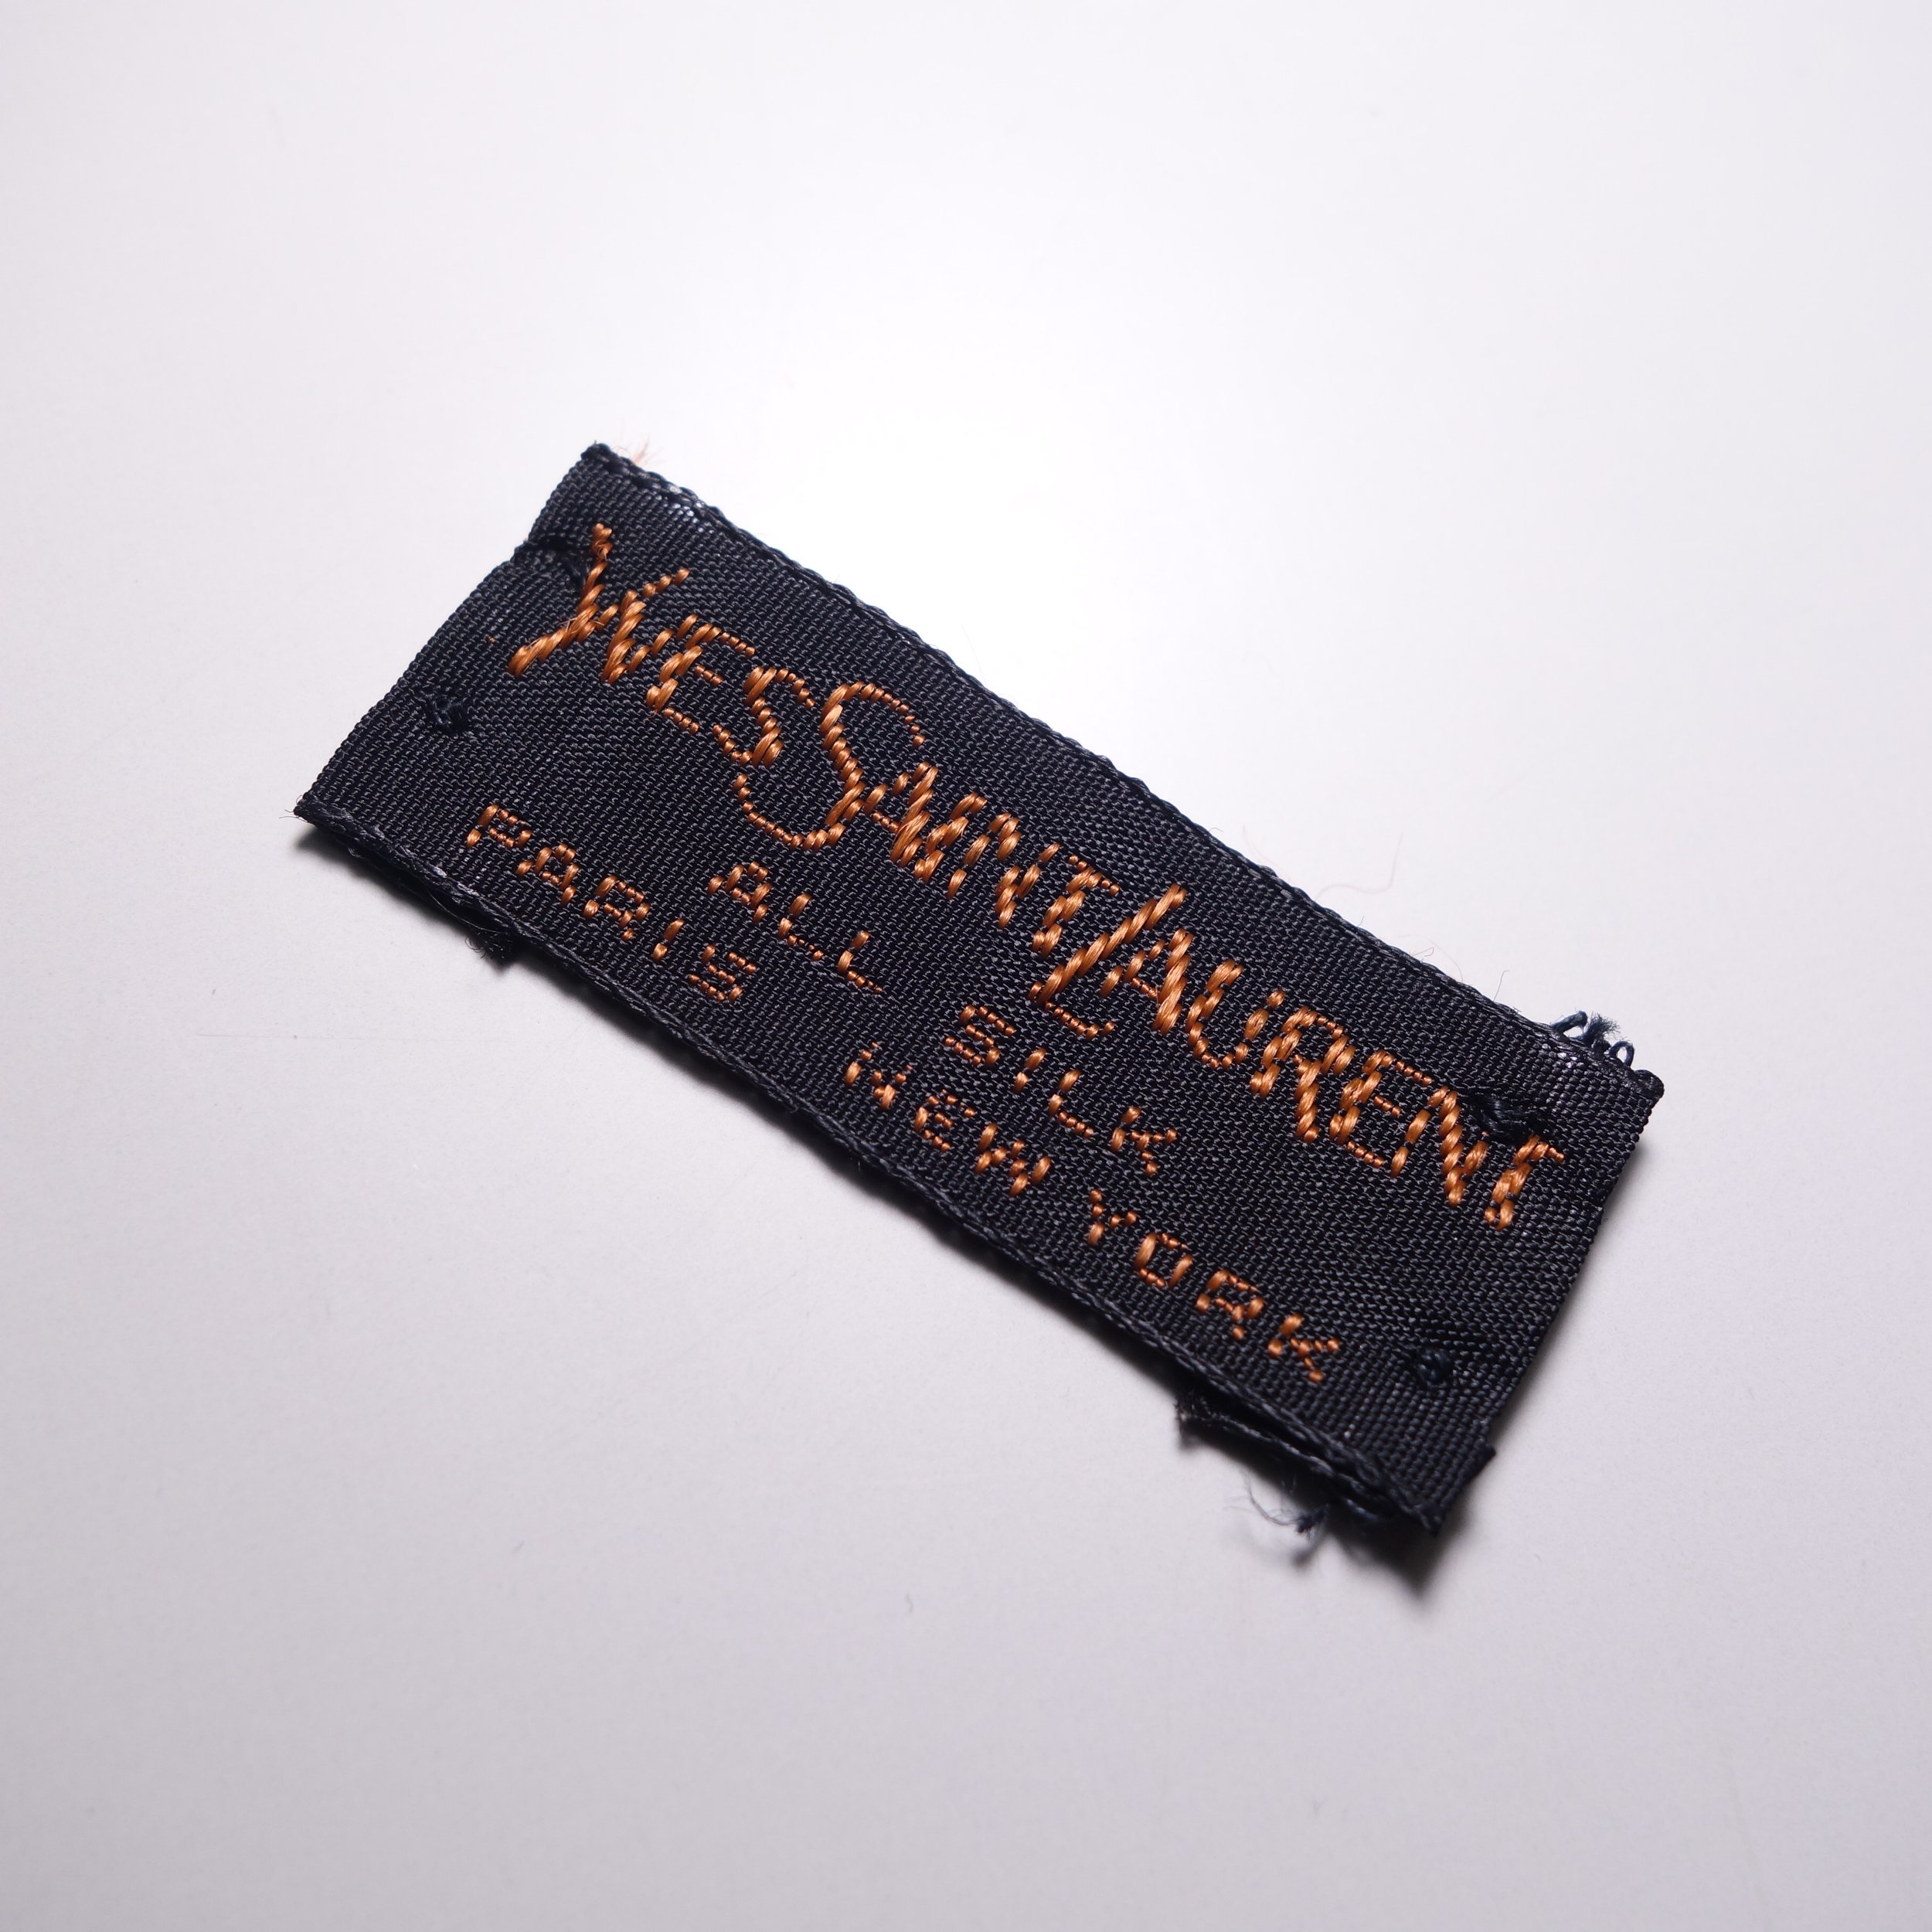 YVES SAINT LAURENT
ALL SILK
PARIS NEW YORK